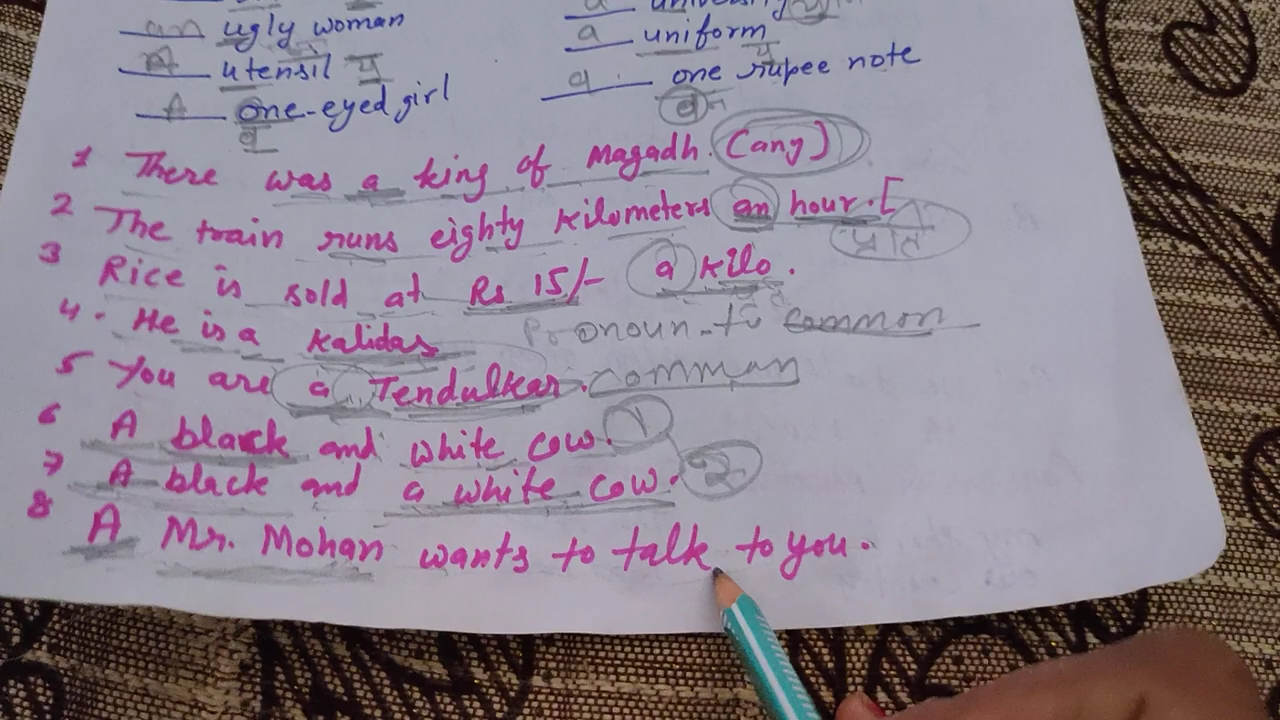 an ugly woman
a university
A utensil य
a uniform य
A one-eyed girl व
a one rupee note व
1 There was a king of Magadh. (any)
2 The train runs eighty kilometers an hour. [प्रति
3 Rice is sold at Rs 15/- a kilo.
4. He is a Kalidas Pronoun to common
5 You are a Tendulkar. comman
6 A black and white cow. 1
7 A black and a white cow. 2
8 A Mr. Mohan wants to talk to you.